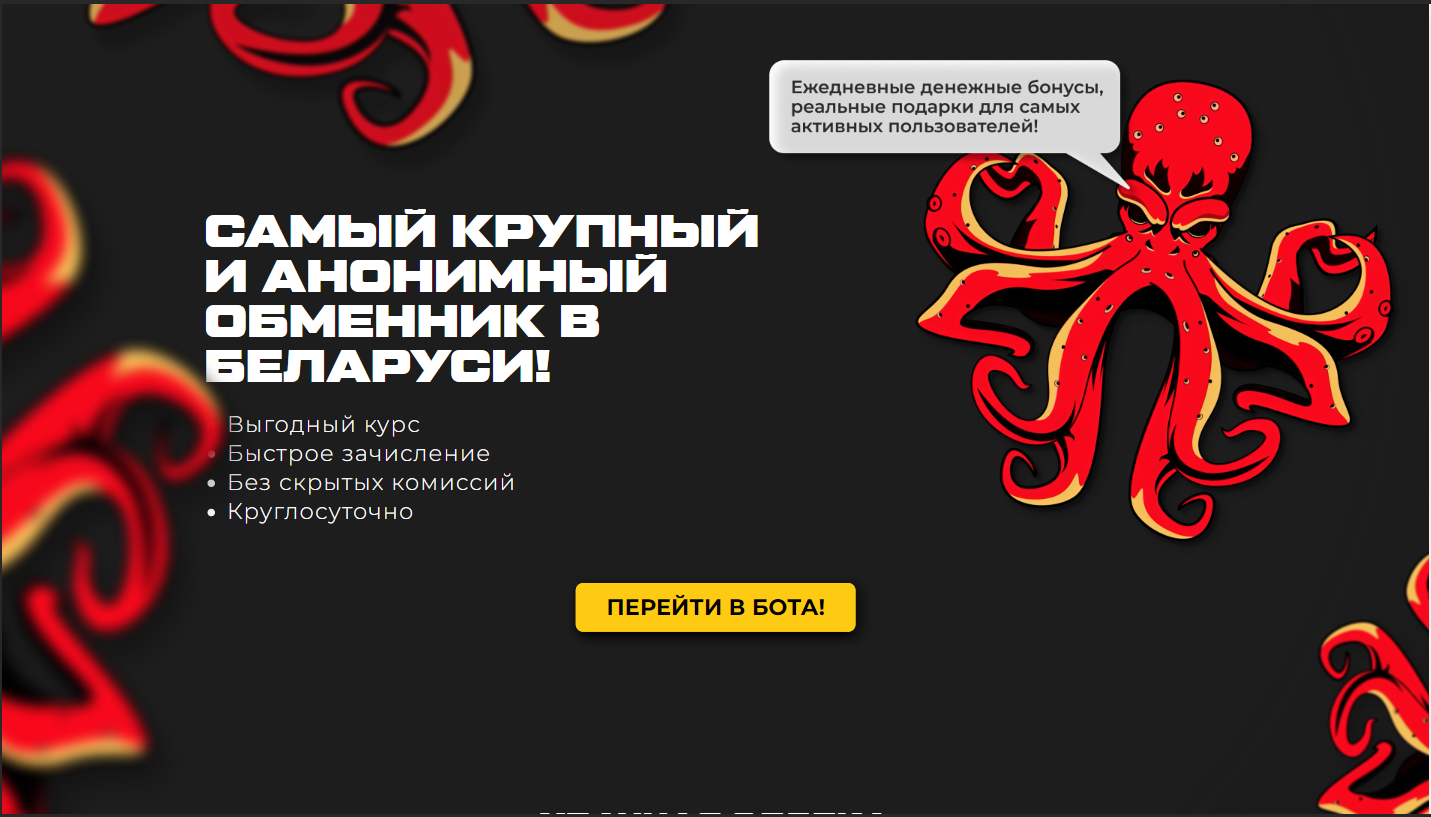 Ежедневные денежные бонусы,
реальные подарки для самых
активных пользователей!
САМЫЙ КРУПНЫЙ
И АНОНИМНЫЙ
ОБМЕННИК В
БЕЛАРУСИ!
Выгодный курс
Быстрое зачисление
Без скрытых комиссий
Круглосуточно
ПЕРЕЙТИ В БОТА!